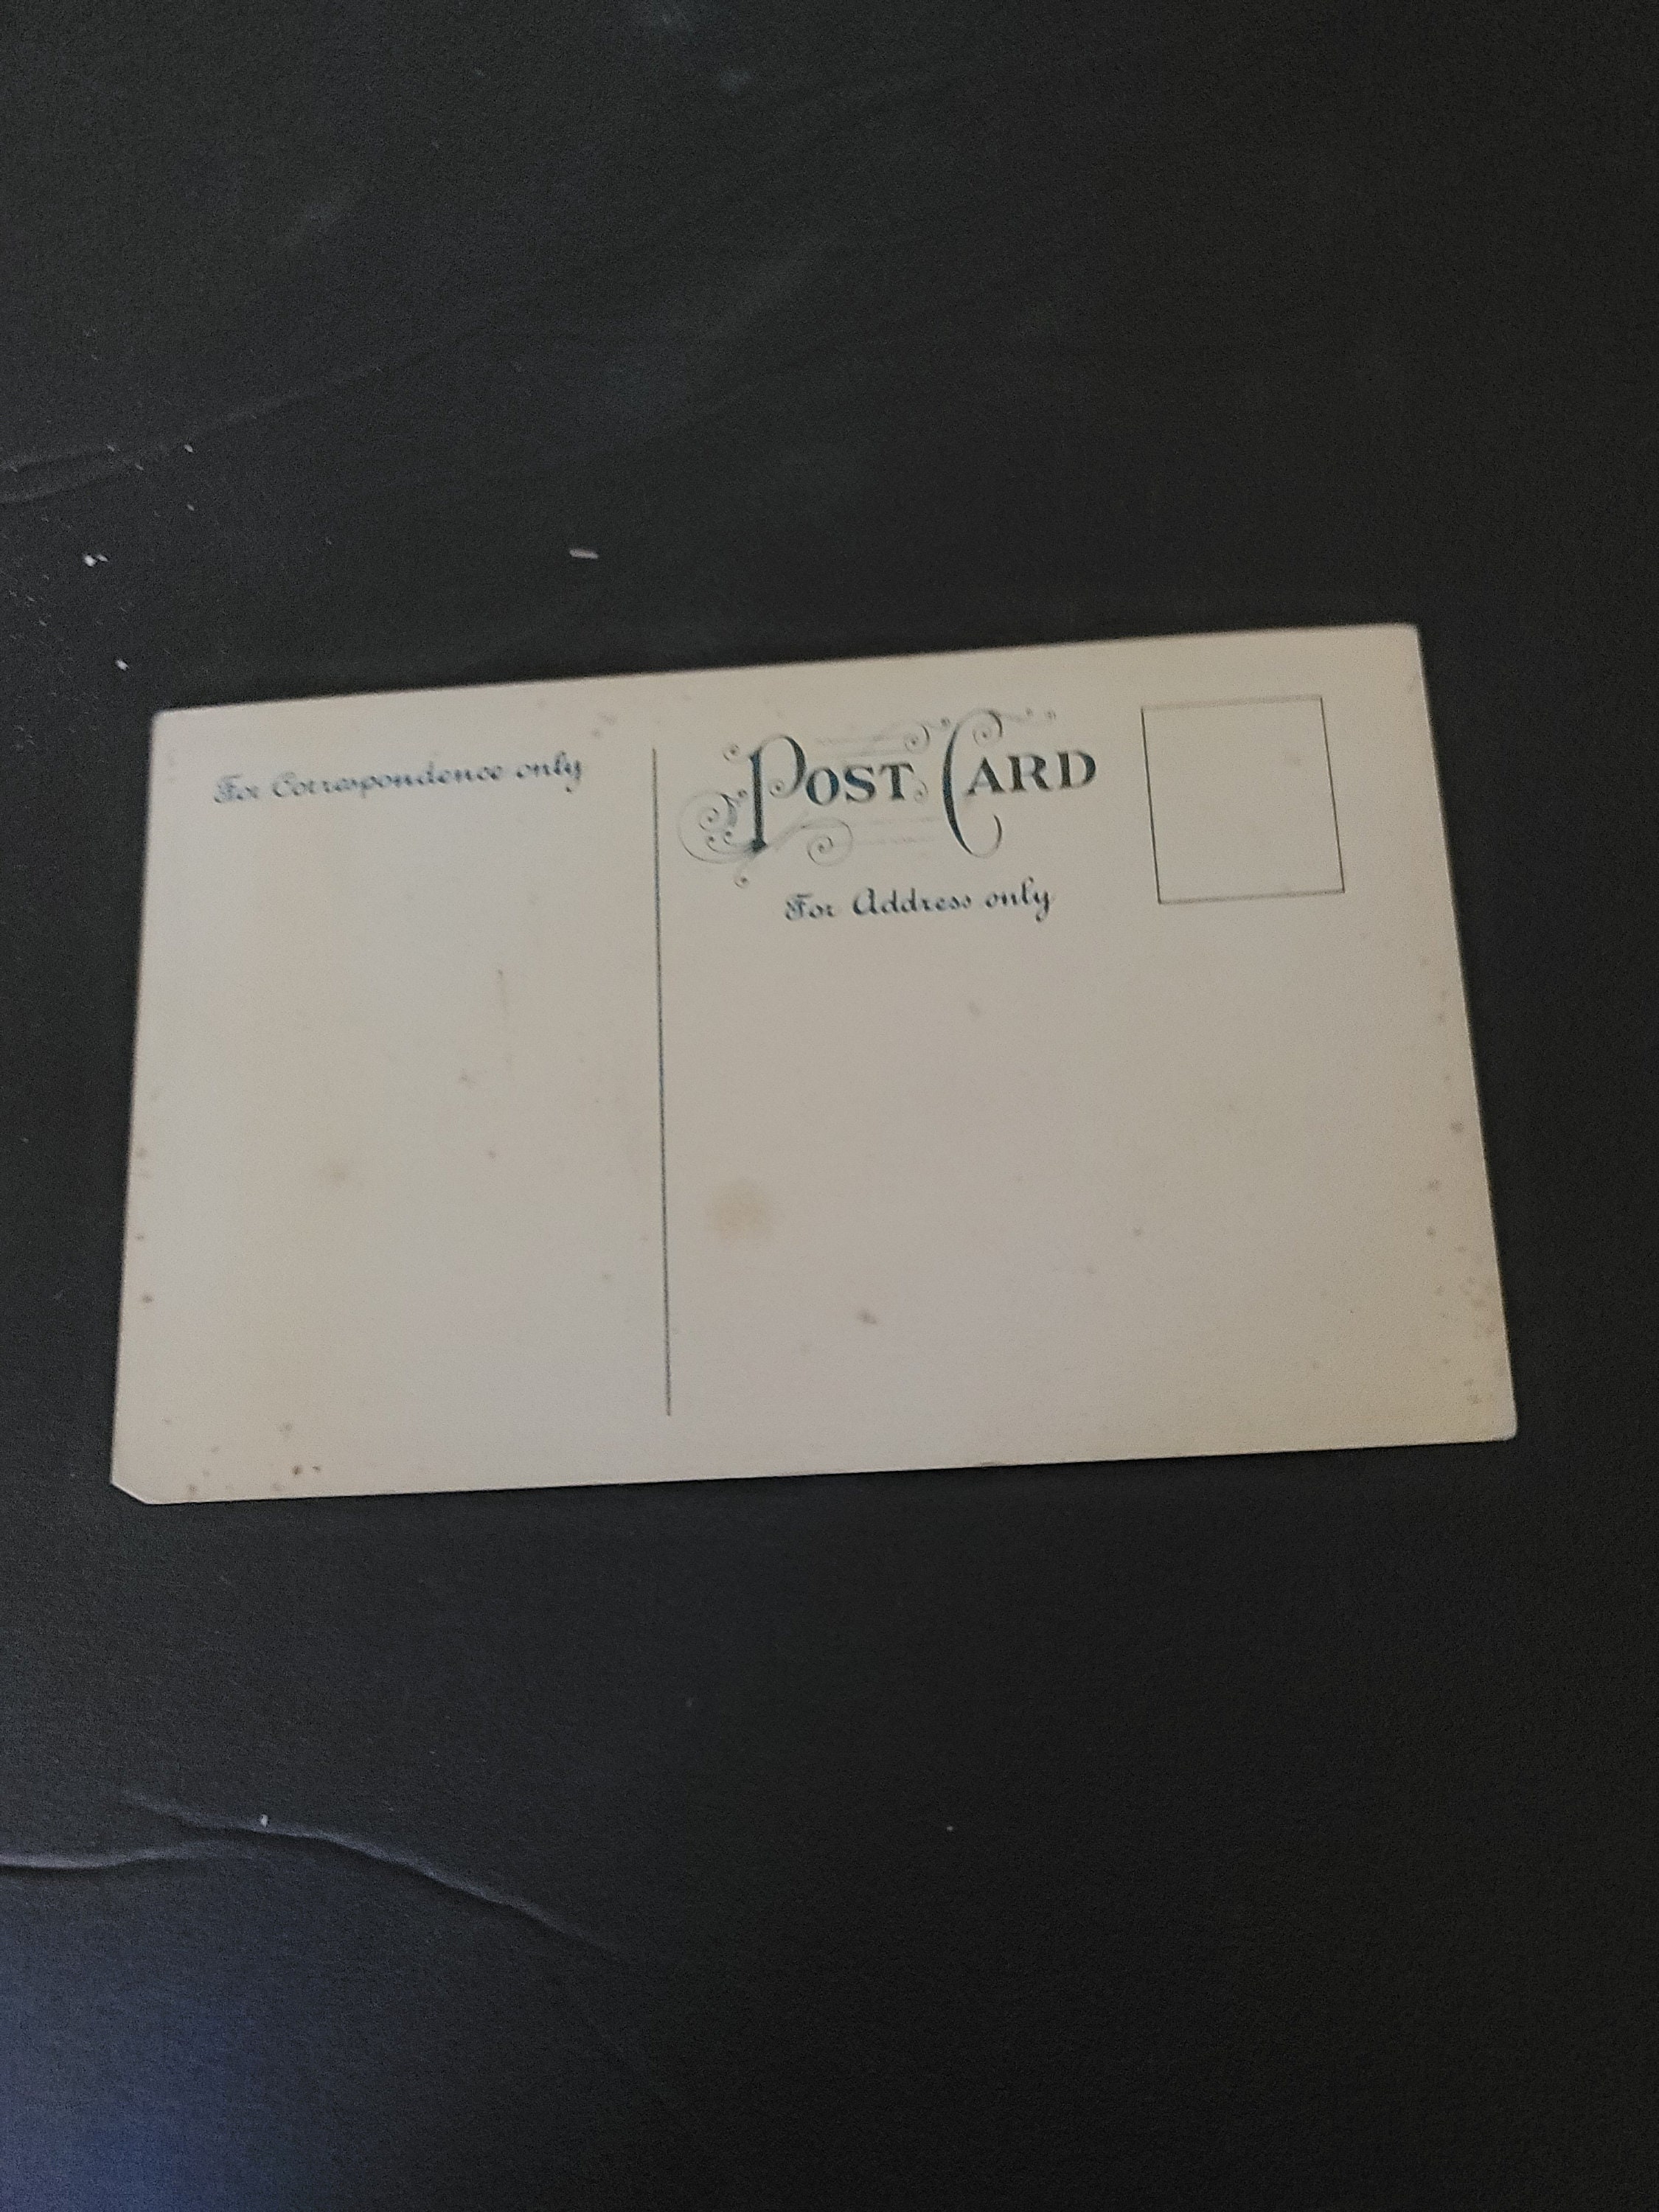 For Correspondence only
POST CARD
For Address only